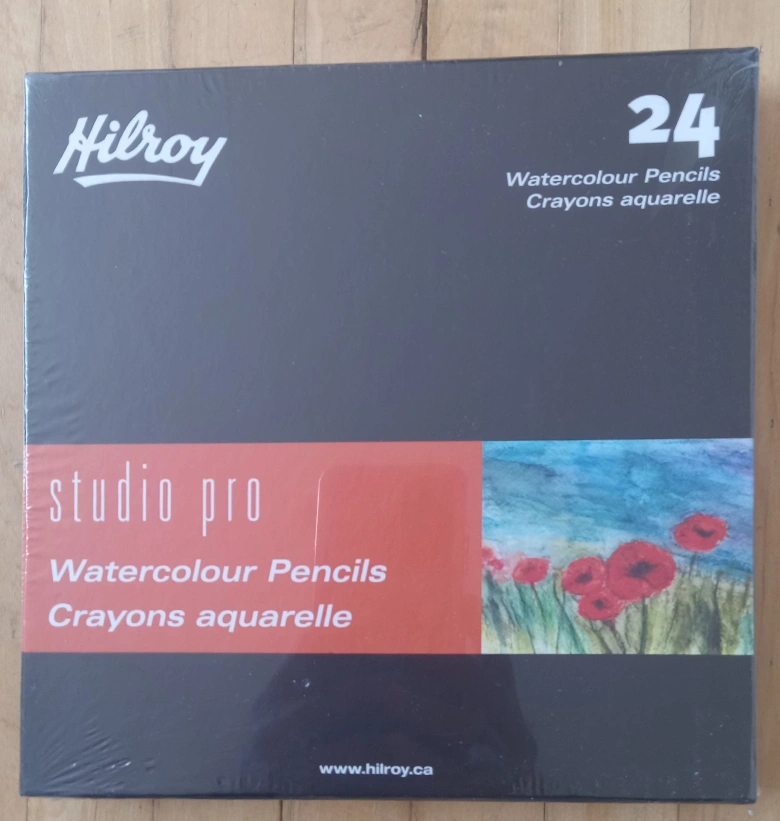 Hilroy
24
Watercolour Pencils
Crayons aquarelle
studio pro
Watercolour Pencils
Crayons aquarelle
www.hilroy.ca